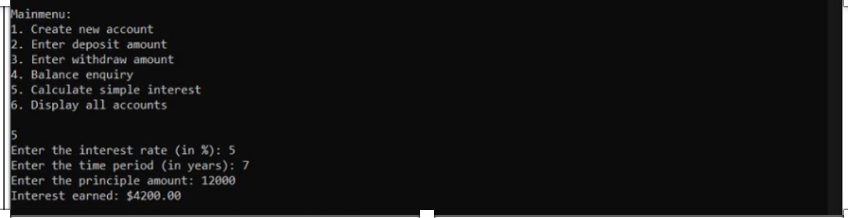 Mainmenu:
1. Create new account
2. Enter deposit amount
3. Enter withdraw amount
4. Balance enquiry
5. Calculate simple interest
6. Display all accounts
5
Enter the interest rate (in %): 5
Enter the time period (in years): 7
Enter the principle amount: 12000
Interest earned: $4200.00